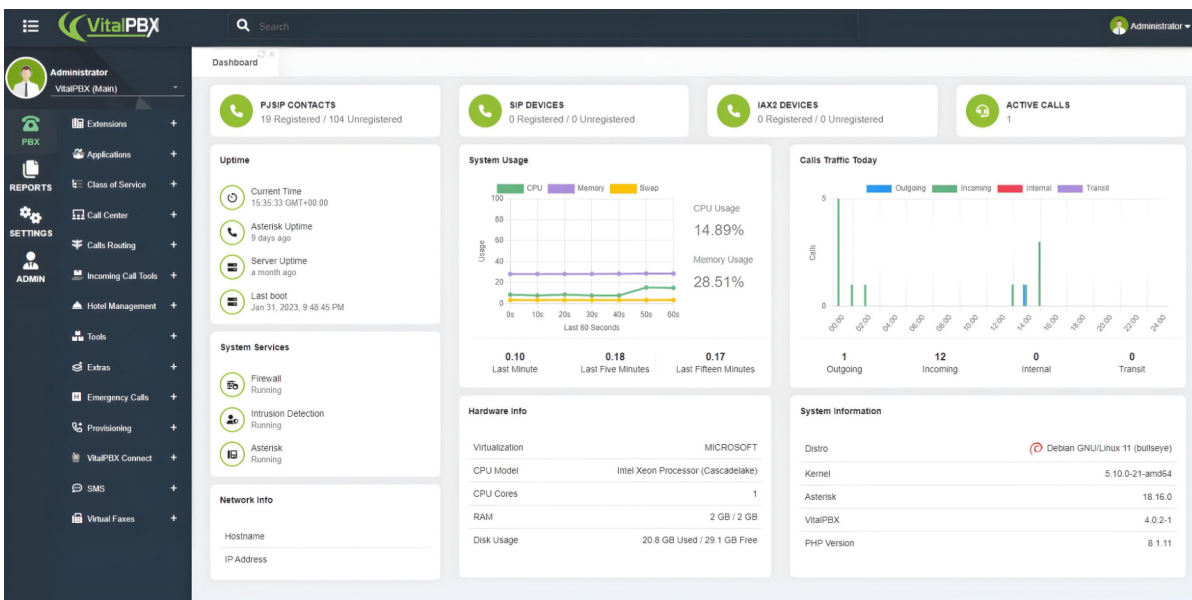 VitalPBX
Search
Administrator
Administrator
VitalPBX (Main)
PBX
REPORTS
SETTINGS
ADMIN
Extensions +
Applications +
Class of Service +
Call Center +
Calls Routing +
Incoming Call Tools +
Hotel Management +
Tools +
Extras +
Emergency Calls +
Provisioning +
VitalPBX Connect +
SMS +
Virtual Faxes +
Dashboard
PJSIP CONTACTS
19 Registered / 104 Unregistered
SIP DEVICES
0 Registered / 0 Unregistered
IAX2 DEVICES
0 Registered / 0 Unregistered
ACTIVE CALLS
1
Uptime
Current Time
15:35:33 GMT+00:00
Asterisk Uptime
9 days ago
Server Uptime
a month ago
Last boot
Jan 31, 2023, 9:48:45 PM
System Services
Firewall
Running
Intrusion Detection
Running
Asterisk
Running
Network Info
Hostname
IP Address
System Usage
CPU Memory Swap
100
80
60
40
20
0
Usage
0s 10s 20s 30s 40s 50s 60s
Last 60 Seconds
CPU Usage
14.89%
Memory Usage
28.51%
0.10 0.18 0.17
Last Minute Last Five Minutes Last Fifteen Minutes
Hardware Info
Virtualization MICROSOFT
CPU Model Intel Xeon Processor (Cascadelake)
CPU Cores 1
RAM 2 GB / 2 GB
Disk Usage 20.8 GB Used / 29.1 GB Free
Calls Traffic Today
Outgoing Incoming Internal Transit
5
0
Calls
00:00 02:00 04:00 06:00 08:00 10:00 12:00 14:00 16:00 18:00 20:00 22:00 24:00
1 12 0 0
Outgoing Incoming Internal Transit
System Information
Distro Debian GNU/Linux 11 (bullseye)
Kernel 5.10.0-21-amd64
Asterisk 18.16.0
VitalPBX 4.0.2-1
PHP Version 8.1.11